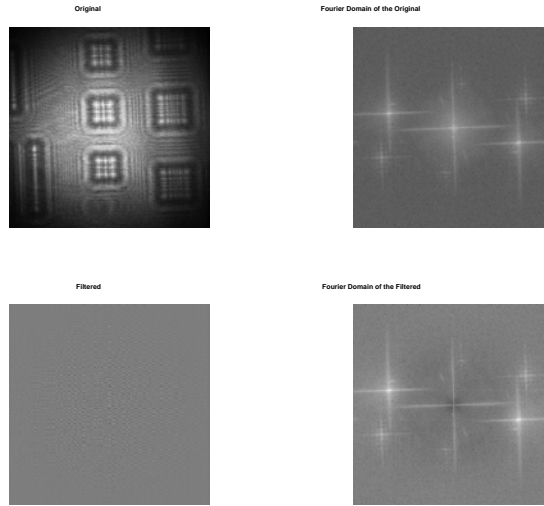 Original
Fourier Domain of the Original
Filtered
Fourier Domain of the Filtered